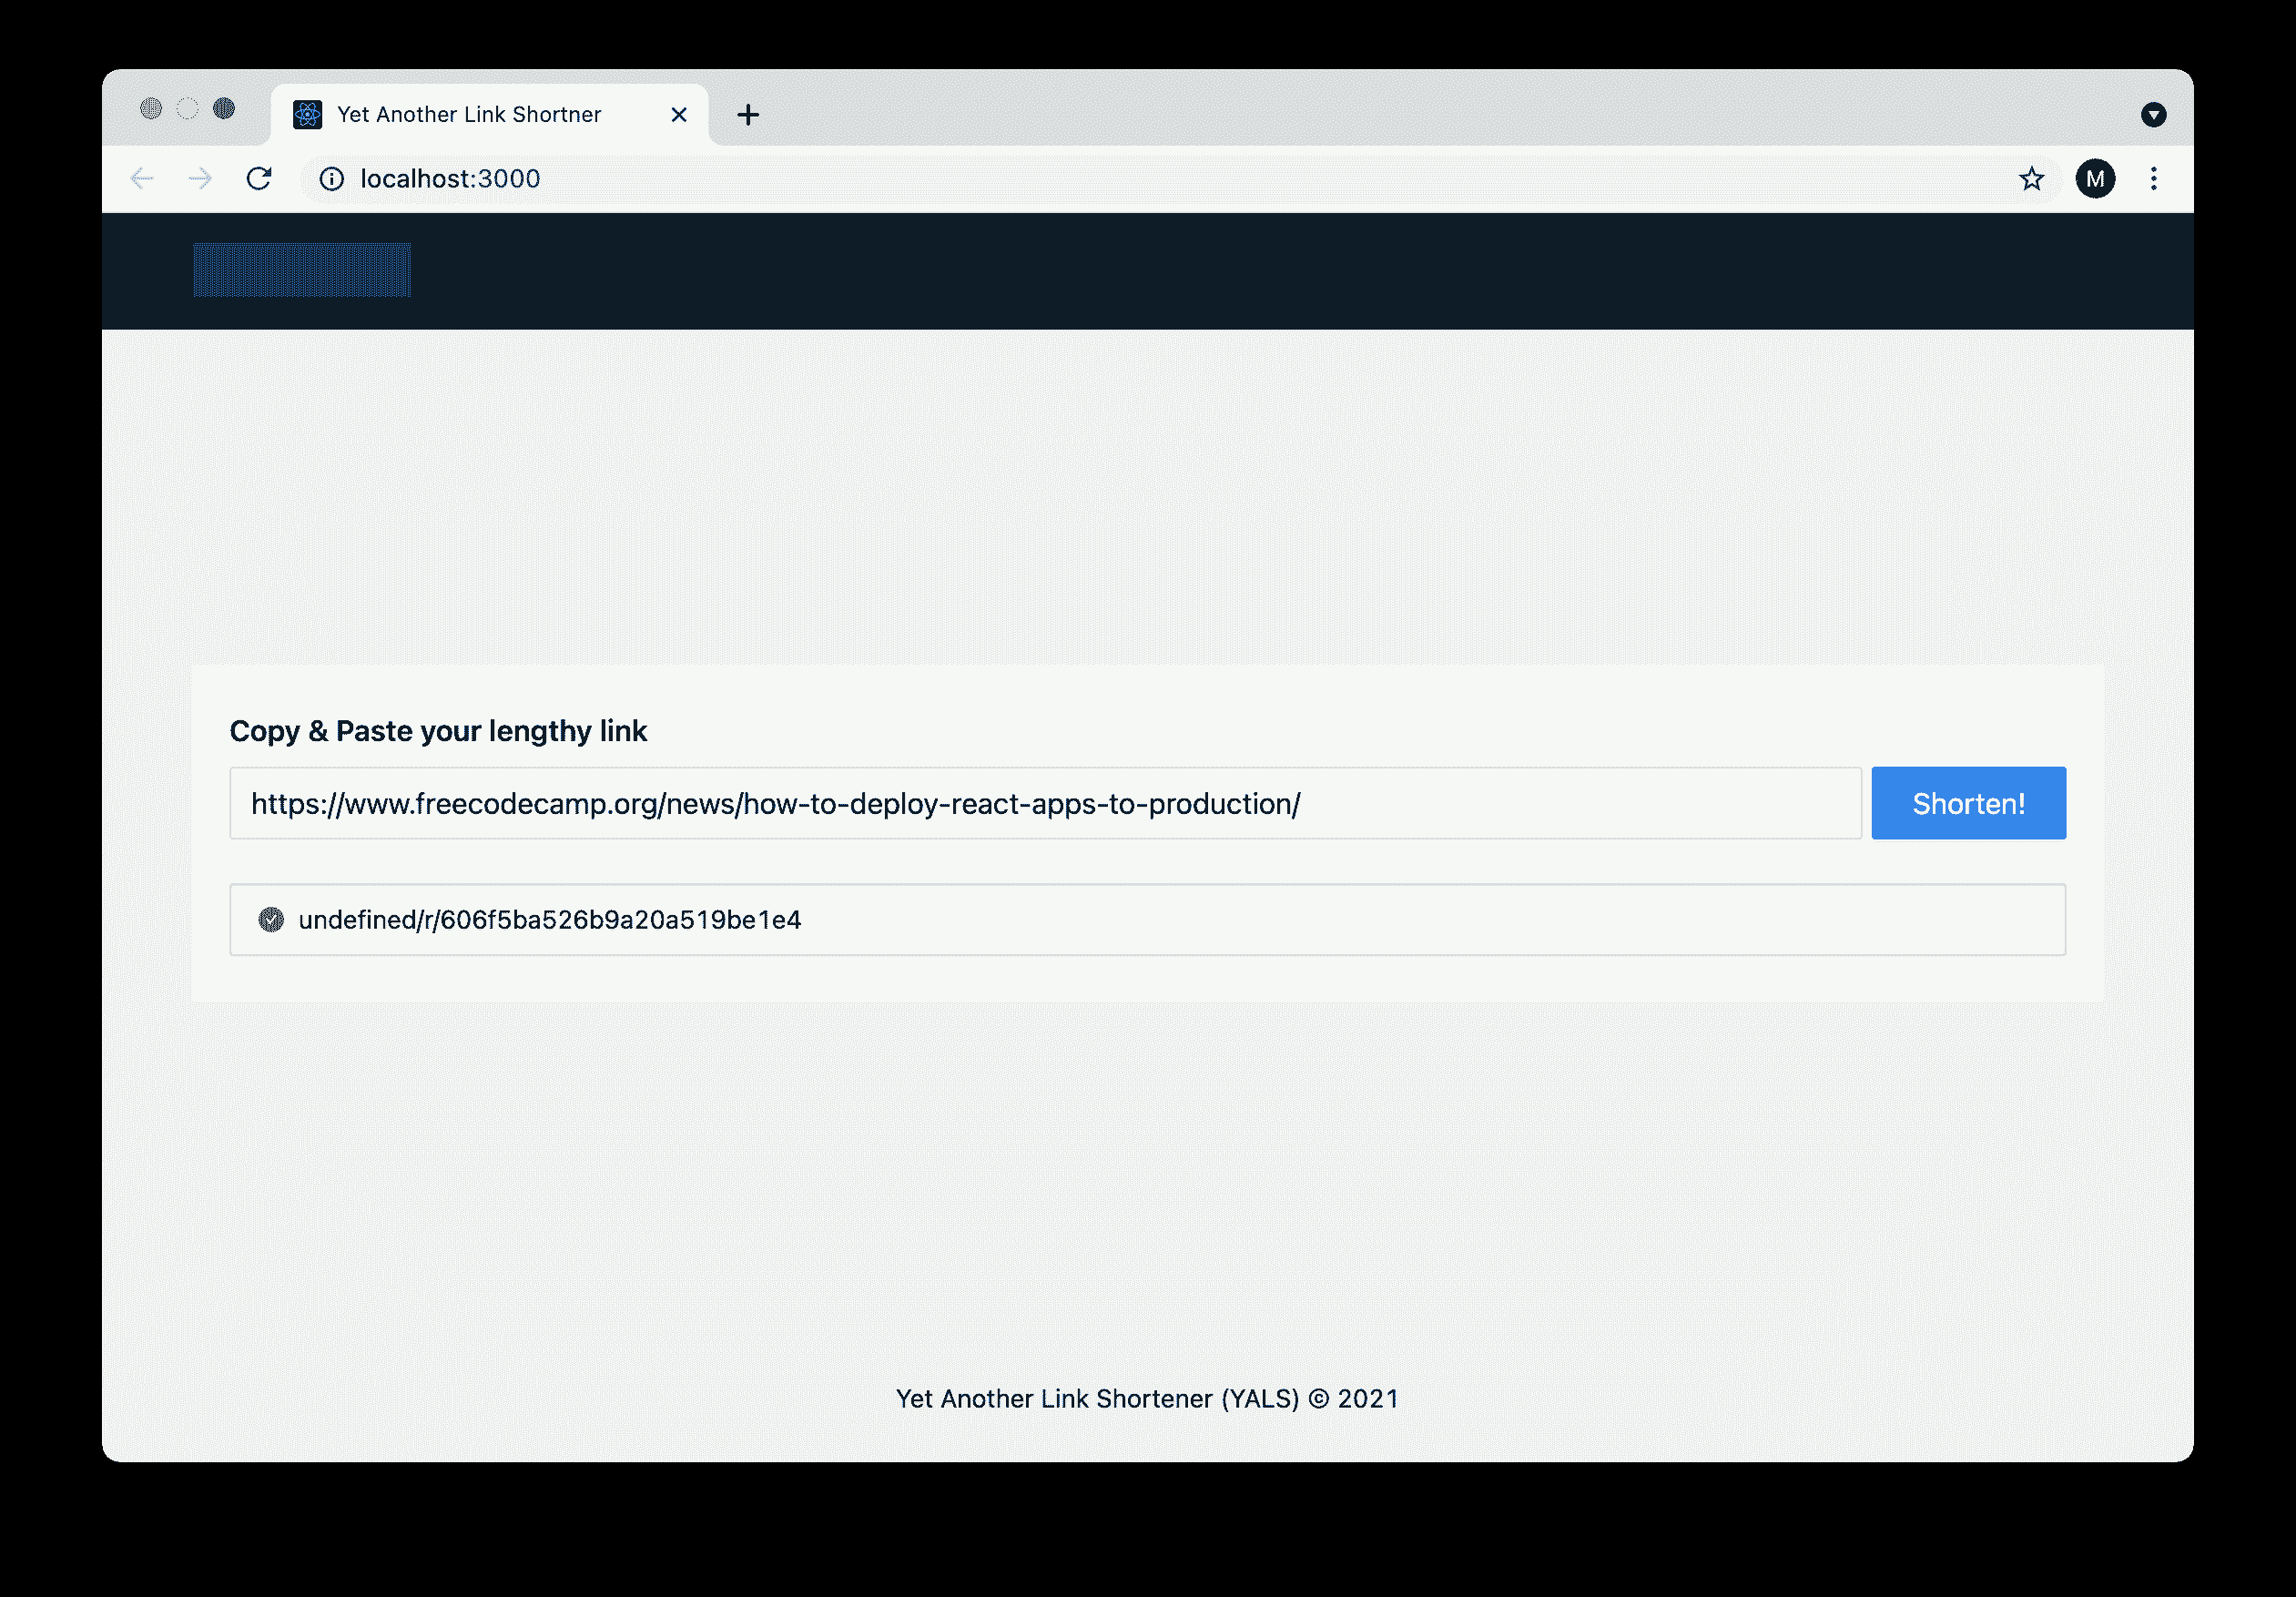 Yet Another Link Shortner
localhost:3000
M
Copy & Paste your lengthy link
https://www.freecodecamp.org/news/how-to-deploy-react-apps-to-production/
Shorten!
undefined/r/606f5ba526b9a20a519be1e4
Yet Another Link Shortener (YALS) © 2021